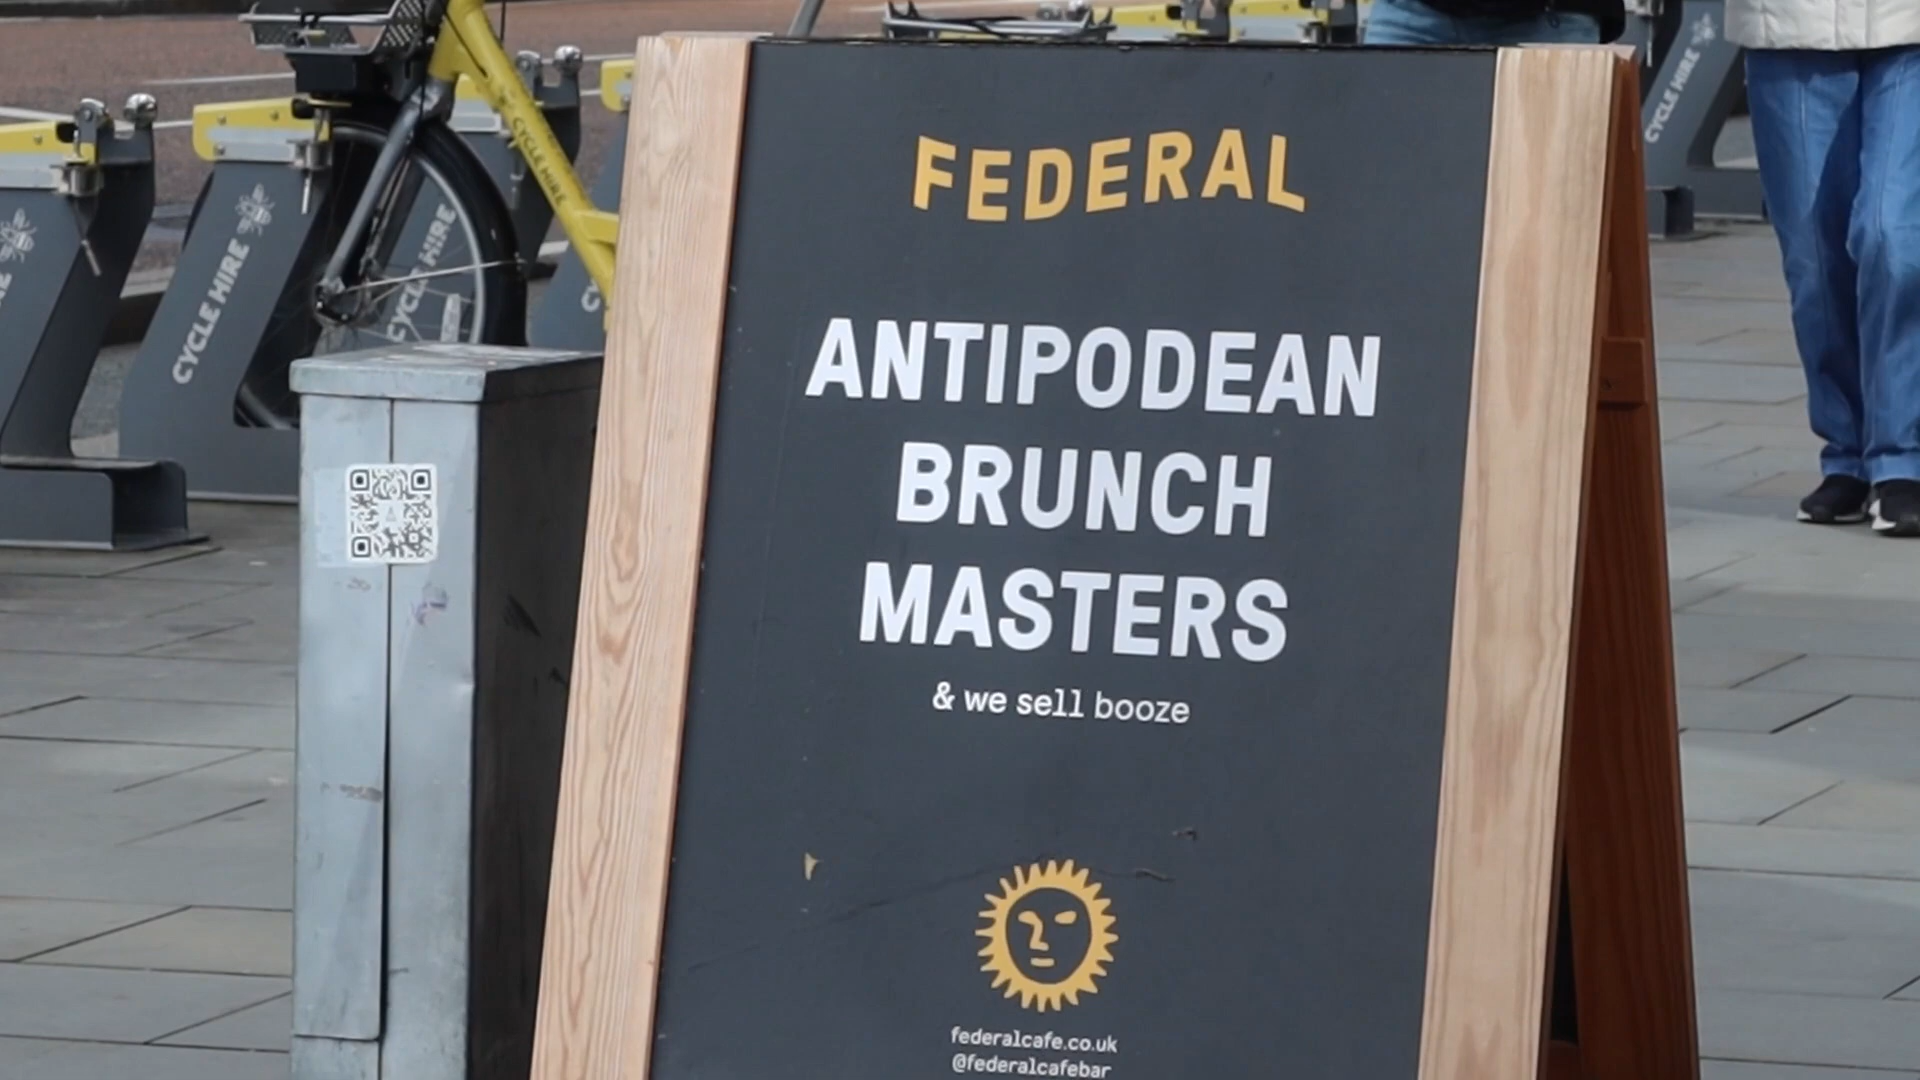 FEDERAL
ANTIPODEAN
BRUNCH
MASTERS
& we sell booze
federalcafe.co.uk
@federalcafebar
CYCLE HIRE
CYCLE HIRE
CYCLE HIRE
CYCLE HIRE